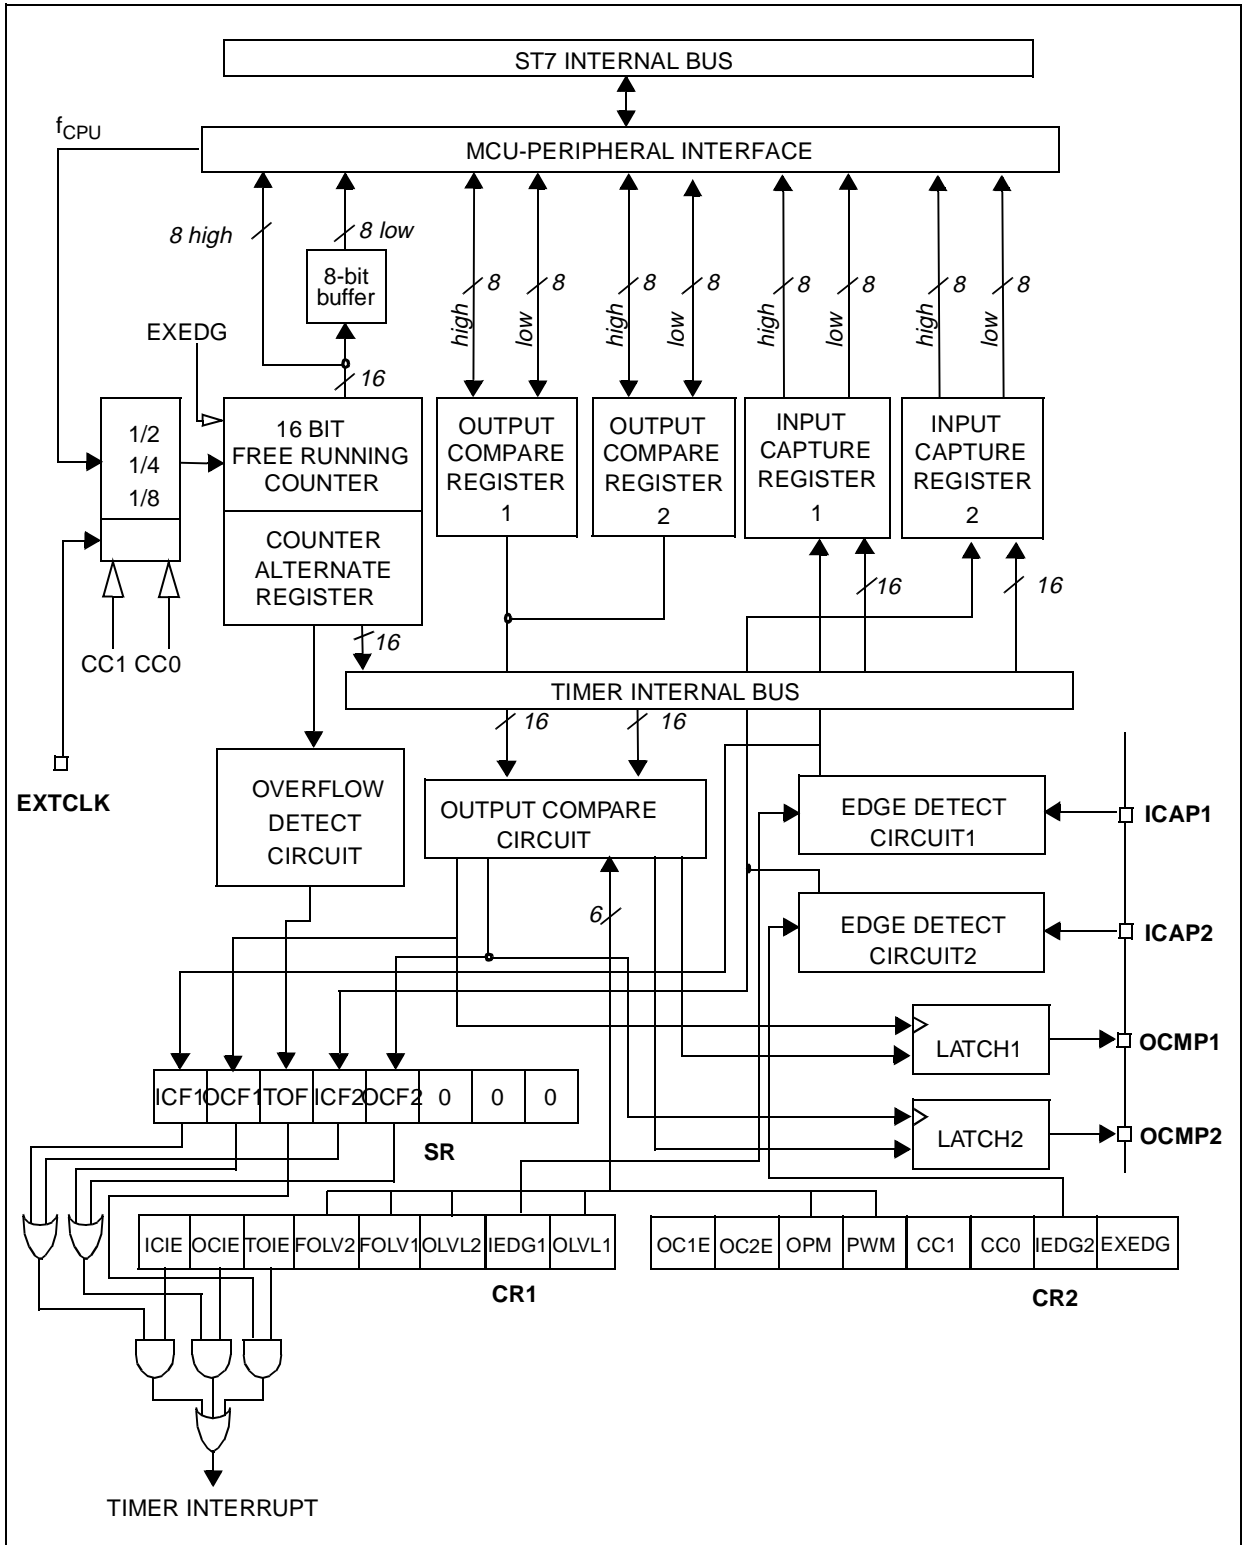 ST7 INTERNAL BUS
fCPU
MCU-PERIPHERAL INTERFACE
8 high
8 low
8-bit
buffer
high
8
low
8
high
8
low
8
high
8
low
8
high
8
low
8
EXEDG
16
1/2
1/4
1/8
16 BIT
FREE RUNNING
COUNTER
OUTPUT
COMPARE
REGISTER
1
OUTPUT
COMPARE
REGISTER
2
INPUT
CAPTURE
REGISTER
1
INPUT
CAPTURE
REGISTER
2
COUNTER
ALTERNATE
REGISTER
16
16
CC1 CC0
16
TIMER INTERNAL BUS
16
16
EXTCLK
OVERFLOW
DETECT
CIRCUIT
OUTPUT COMPARE
CIRCUIT
EDGE DETECT
CIRCUIT1
ICAP1
6
EDGE DETECT
CIRCUIT2
ICAP2
LATCH1
OCMP1
ICF1 OCF1 TOF ICF2 OCF2 0 0 0
SR
LATCH2
OCMP2
ICIE OCIE TOIE FOLV2 FOLV1 OLVL2 IEDG1 OLVL1
CR1
OC1E OC2E OPM PWM CC1 CC0 IEDG2 EXEDG
CR2
TIMER INTERRUPT